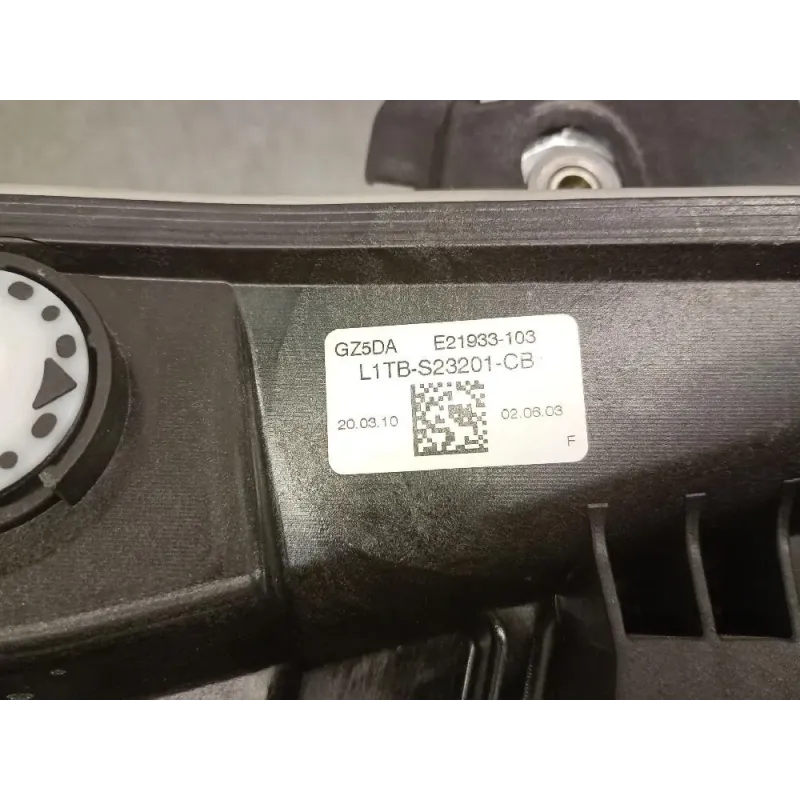 GZ5DA E21933-103
L1TB-S23201-CB
20.03.10 02.06.03
F